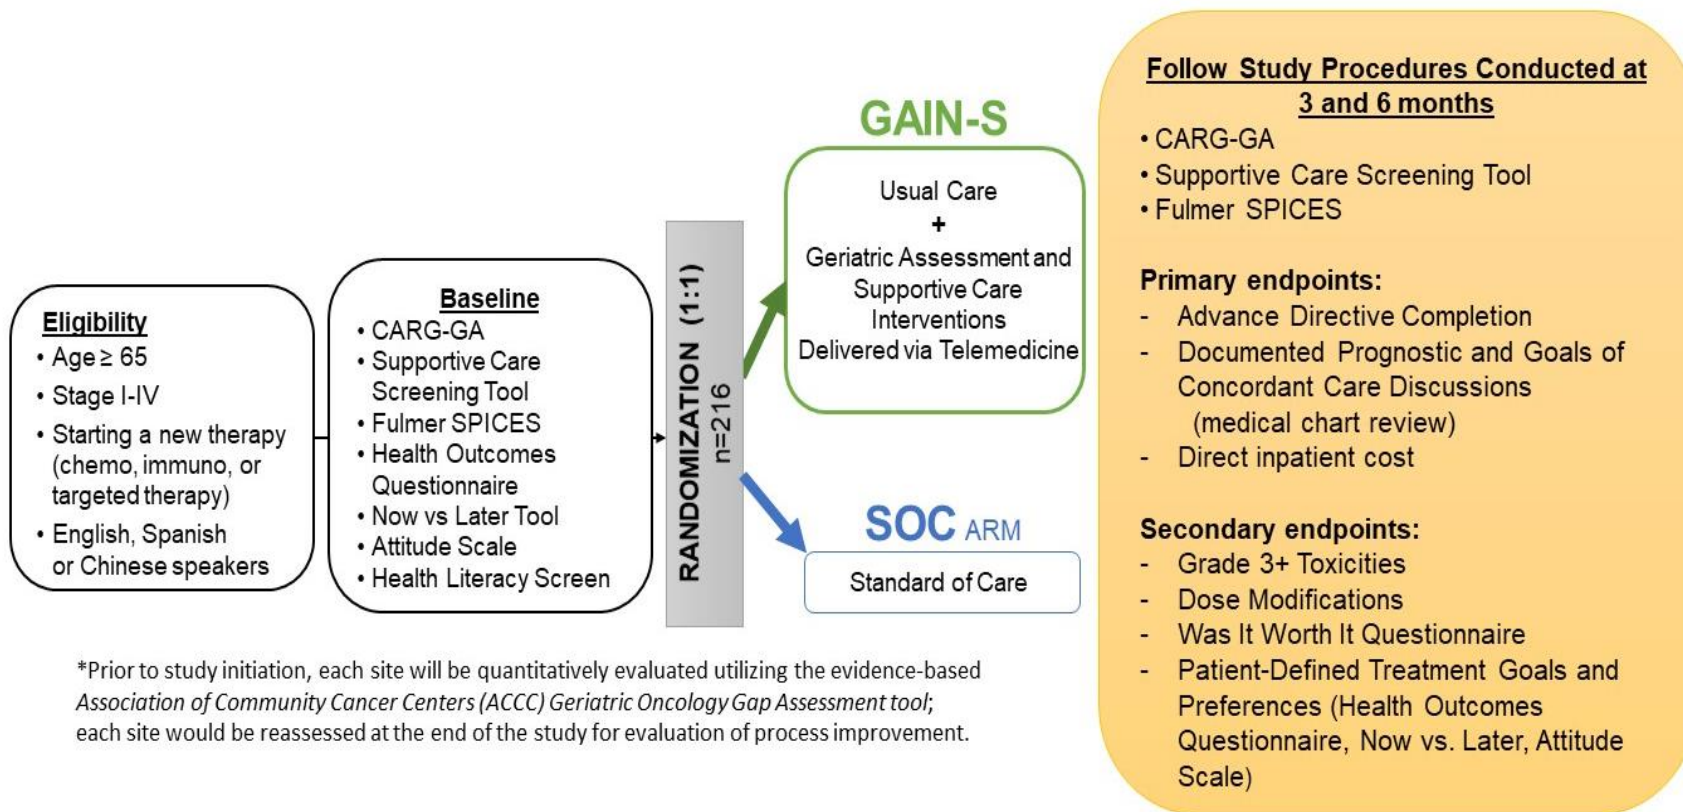 Eligibility
• Age ≥ 65
• Stage I-IV
• Starting a new therapy
(chemo, immuno, or
targeted therapy)
• English, Spanish
or Chinese speakers
Baseline
• CARG-GA
• Supportive Care
Screening Tool
• Fulmer SPICES
• Health Outcomes
Questionnaire
• Now vs Later Tool
• Attitude Scale
• Health Literacy Screen
RANDOMIZATION (1:1)
n=216
GAIN-S
Usual Care
+
Geriatric Assessment and
Supportive Care
Interventions
Delivered via Telemedicine
SOC ARM
Standard of Care
Follow Study Procedures Conducted at
3 and 6 months
• CARG-GA
• Supportive Care Screening Tool
• Fulmer SPICES
Primary endpoints:
- Advance Directive Completion
- Documented Prognostic and Goals of
Concordant Care Discussions
(medical chart review)
- Direct inpatient cost
Secondary endpoints:
- Grade 3+ Toxicities
- Dose Modifications
- Was It Worth It Questionnaire
- Patient-Defined Treatment Goals and
Preferences (Health Outcomes
Questionnaire, Now vs. Later, Attitude
Scale)
*Prior to study initiation, each site will be quantitatively evaluated utilizing the evidence-based
Association of Community Cancer Centers (ACCC) Geriatric Oncology Gap Assessment tool;
each site would be reassessed at the end of the study for evaluation of process improvement.